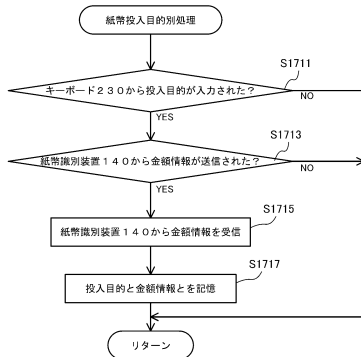 紙幣投入目的別処理
S1711
キーボード２３０から投入目的が入力された？
NO
YES
S1713
紙幣識別装置１４０から金額情報が送信された？
NO
YES
S1715
紙幣識別装置１４０から金額情報を受信
S1717
投入目的と金額情報とを記憶
リターン